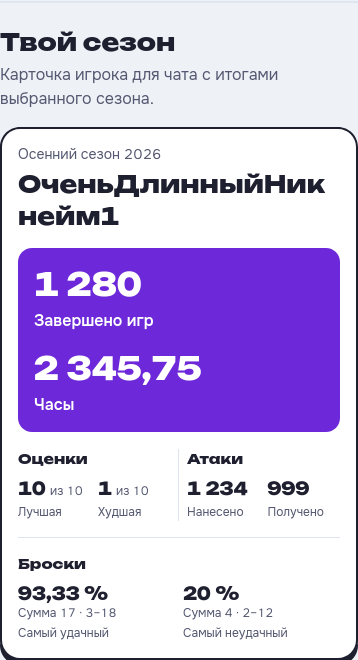 Твой сезон
Карточка игрока для чата с итогами
выбранного сезона.
Осенний сезон 2026
ОченьДлинныйНик
нейм1
1 280
Завершено игр
2 345,75
Часы
Оценки
10 из 10 1 из 10
Лучшая Худшая
Атаки
1 234 999
Нанесено Получено
Броски
93,33 % 20 %
Сумма 17 · 3–18 Сумма 4 · 2–12
Самый удачный Самый неудачный